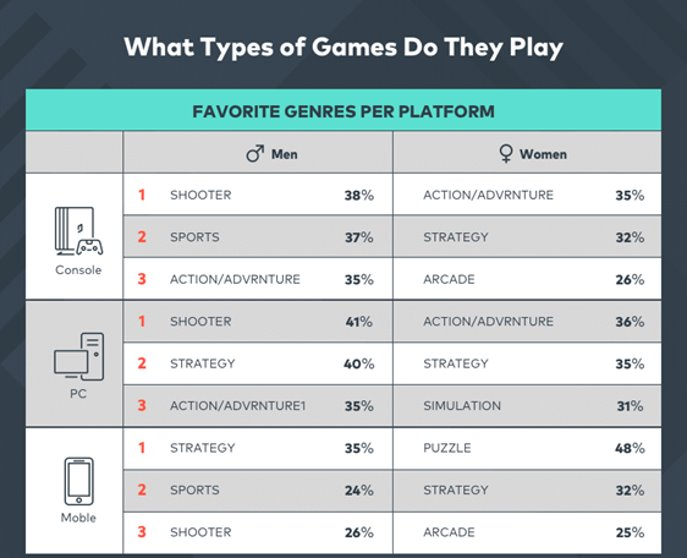 What Types of Games Do They Play
FAVORITE GENRES PER PLATFORM
Men Women
1 SHOOTER 38% ACTION/ADVRNTURE 35%
2 SPORTS 37% STRATEGY 32%
3 ACTION/ADVRNTURE 35% ARCADE 26%
Console
1 SHOOTER 41% ACTION/ADVRNTURE 36%
2 STRATEGY 40% STRATEGY 35%
3 ACTION/ADVRNTURE1 35% SIMULATION 31%
PC
1 STRATEGY 35% PUZZLE 48%
2 SPORTS 24% STRATEGY 32%
3 SHOOTER 26% ARCADE 25%
Moble